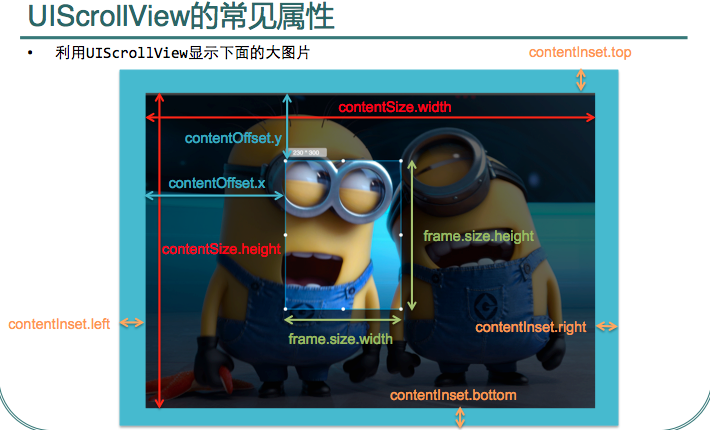 UIScrollView的常见属性
• 利用UIScrollView显示下面的大图片
contentInset.top
contentSize.width
contentOffset.y
contentOffset.x
contentSize.height
frame.size.height
contentInset.left
contentInset.right
frame.size.width
contentInset.bottom